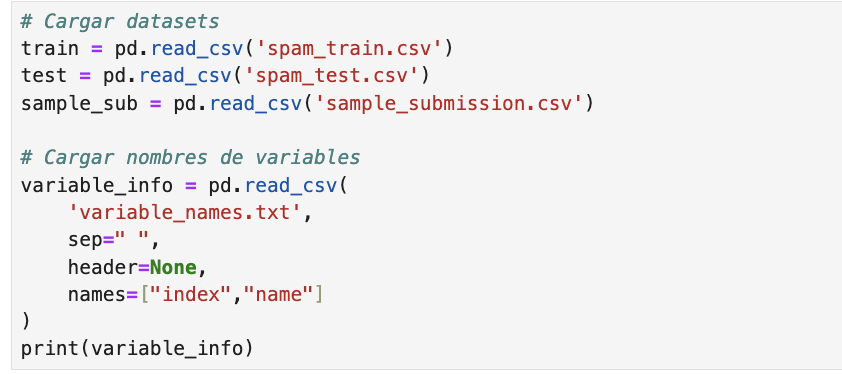 # Cargar datasets
train = pd.read_csv('spam_train.csv')
test = pd.read_csv('spam_test.csv')
sample_sub = pd.read_csv('sample_submission.csv')

# Cargar nombres de variables
variable_info = pd.read_csv(
    'variable_names.txt',
    sep=" ",
    header=None,
    names=["index","name"]
)
print(variable_info)